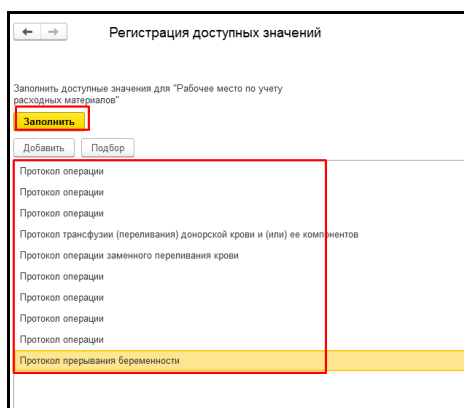 Регистрация доступных значений
Заполнить доступные значения для "Рабочее место по учету
расходных материалов"
Заполнить
Добавить Подбор
Протокол операции
Протокол операции
Протокол операции
Протокол трансфузии (переливания) донорской крови и (или) ее компонентов
Протокол операции заменного переливания крови
Протокол операции
Протокол операции
Протокол операции
Протокол операции
Протокол прерывания беременности